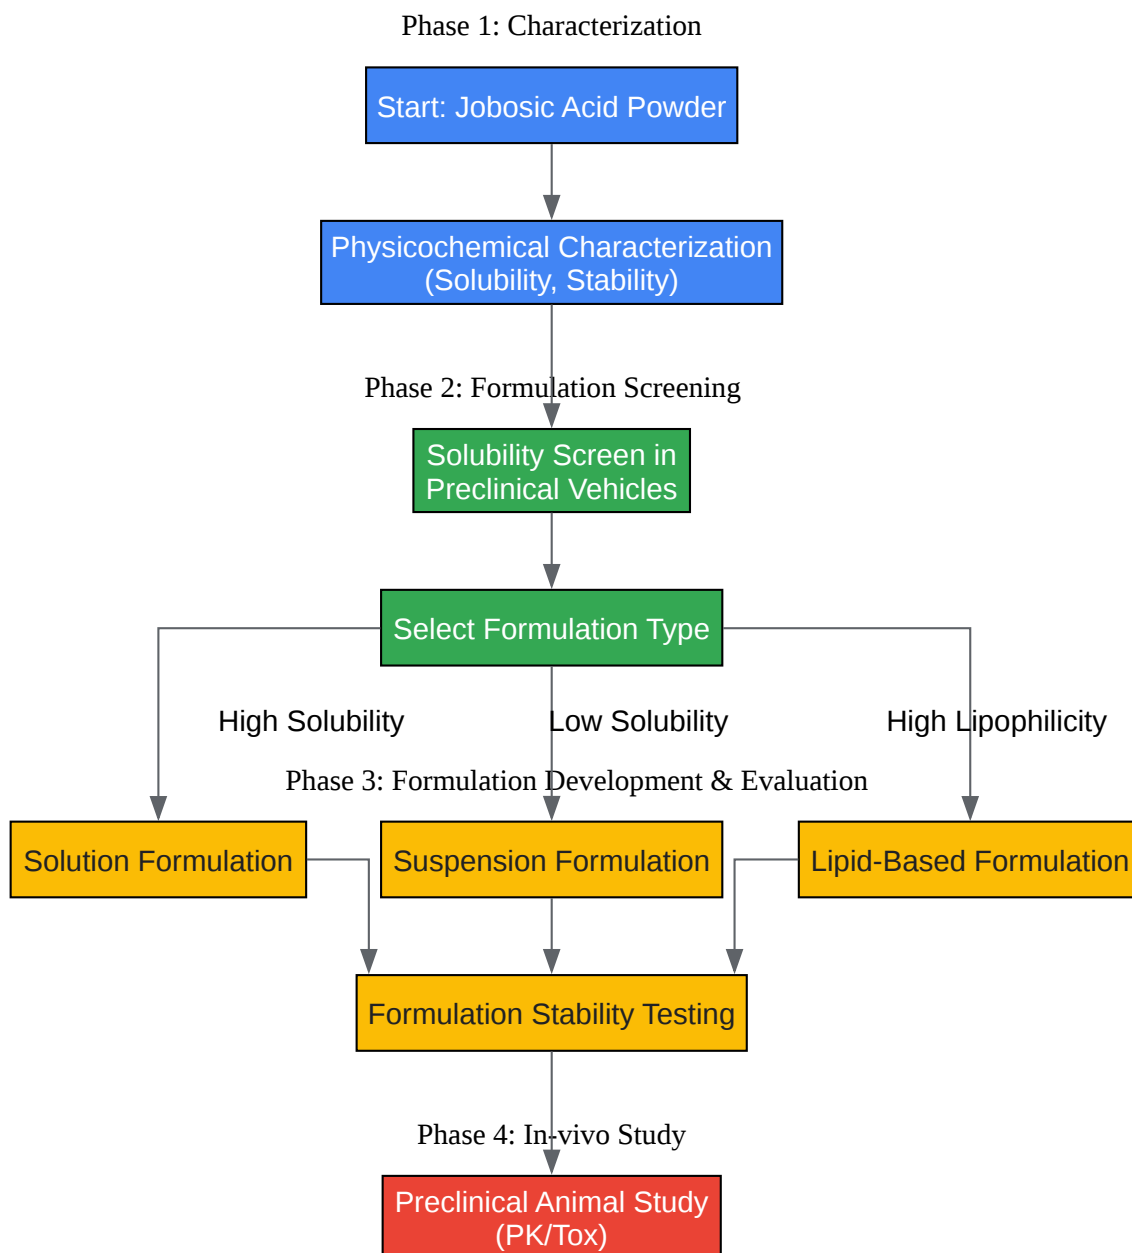 Phase 1: Characterization
Start: Jobosic Acid Powder
Physicochemical Characterization
(Solubility, Stability)
Phase 2: Formulation Screening
Solubility Screen in
Preclinical Vehicles
Select Formulation Type
High Solubility
Low Solubility
High Lipophilicity
Phase 3: Formulation Development & Evaluation
Solution Formulation
Suspension Formulation
Lipid-Based Formulation
Formulation Stability Testing
Phase 4: In-vivo Study
Preclinical Animal Study
(PK/Tox)